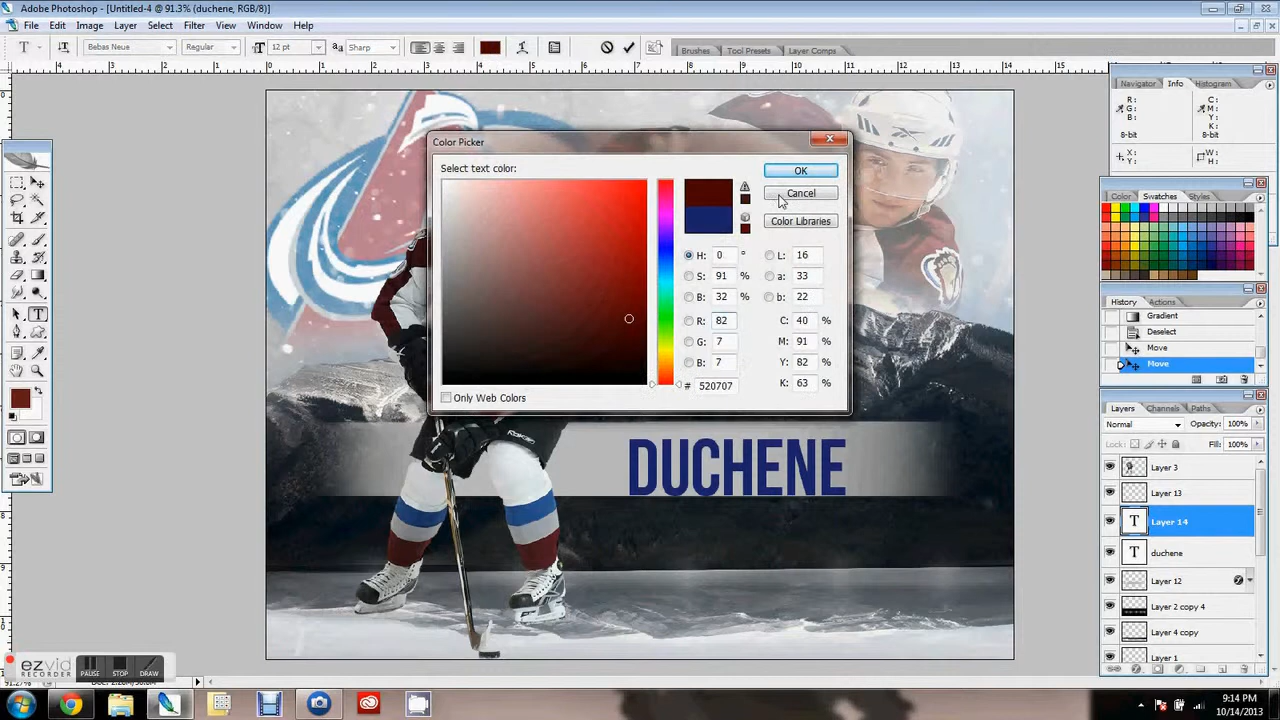 Adobe Photoshop - [Untitled-4 @ 91.3% (duchene, RGB/8)]
File Edit Image Layer Select Filter View Window Help
T Bebas Neue Regular 12 pt Sharp Brushes Tool Presets Layer Comps
Navigator Info Histogram
R: C:
G: M:
B: Y:
K:
8-bit 8-bit
X: W:
Y: H:
Color Swatches Styles
Color Picker
Select text color:
OK
Cancel
Color Libraries
H: 0 ° L: 16
S: 91 % a: 33
B: 32 % b: 22
R: 82 C: 40 %
G: 7 M: 91 %
B: 7 Y: 82 %
# 520707 K: 63 %
Only Web Colors
History Actions
Gradient
Deselect
Move
Move
Layers Channels Paths
Normal Opacity: 100%
Lock: Fill: 100%
Layer 3
Layer 13
T Layer 14
T duchene
Layer 12
Layer 2 copy 4
Layer 4 copy
Layer 1
DUCHENE
ezvid
RECORDER
PAUSE STOP DRAW
9:14 PM
10/14/2013